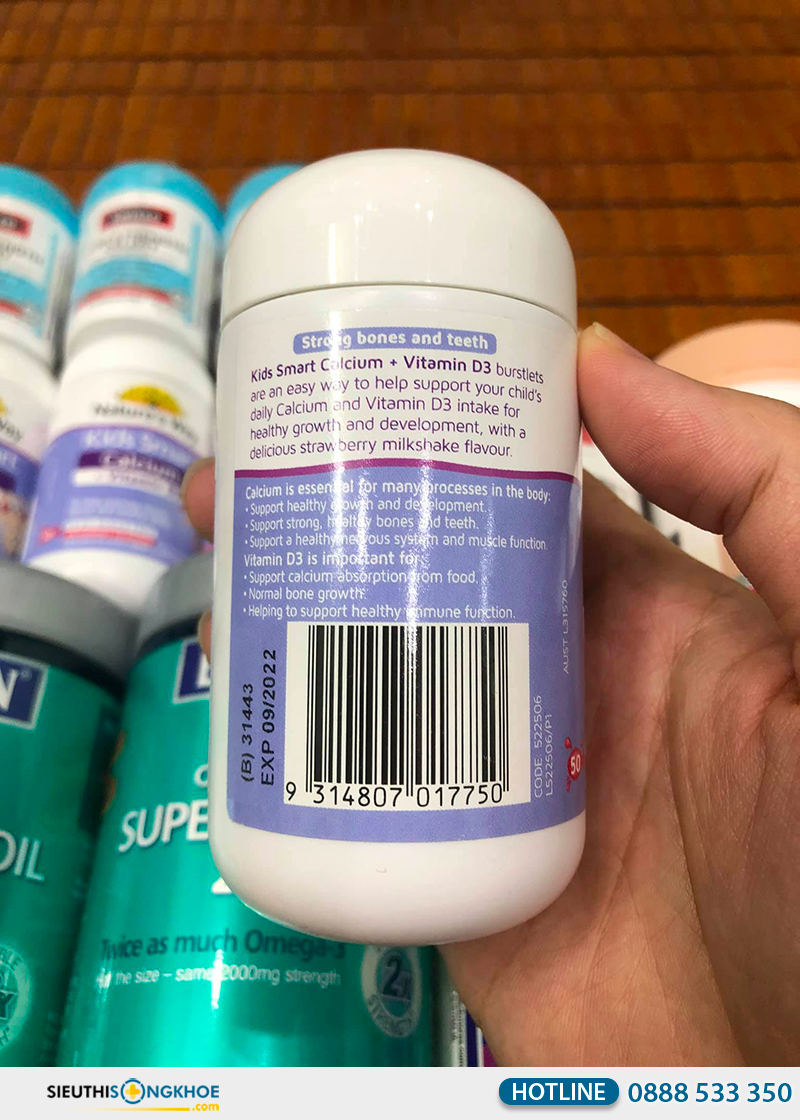 Strong bones and teeth
Kids Smart Calcium + Vitamin D3 burstlets
are an easy way to help support your child's
daily Calcium and Vitamin D3 intake for
healthy growth and development, with a
delicious strawberry milkshake flavour.
Calcium is essential for many processes in the body:
• Support healthy growth and development.
• Support strong, healthy bones and teeth.
• Support a healthy nervous system and muscle function.
Vitamin D3 is important for:
• Support calcium absorption from food.
• Normal bone growth.
• Helping to support healthy immune function.
(B) 31443
EXP 09/2022
9 314807 017750
CODE: 522506
L522506/P1
AUST L315760
50
Nature's Way
Kids Smart
Calcium
OIL
SUPE
Twice as much Omega-3
the size – same 2000mg strength
2x
STRENGTH
SIEUTHISONGKHOE
.com
HOTLINE
0888 533 350